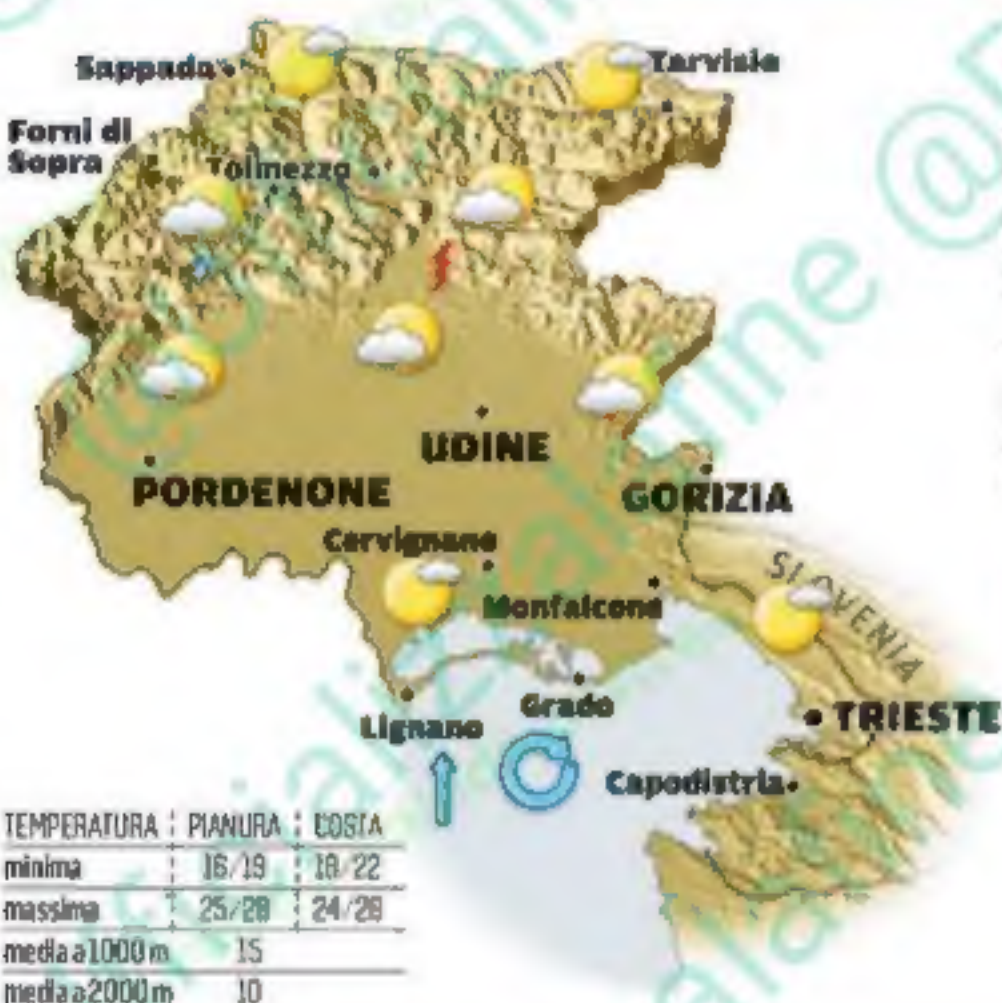 Sappada
Tarvisio
Forni di
Sopra
Tolmezzo
UDINE
PORDENONE
GORIZIA
Cervignano
Monfalcone
SLOVENIA
Lignano
Grado
TRIESTE
Capodistria
TEMPERATURA PIANURA COSTA
minima 16/19 18/22
massima 25/28 24/28
media a 1000 m 15
media a 2000 m 10